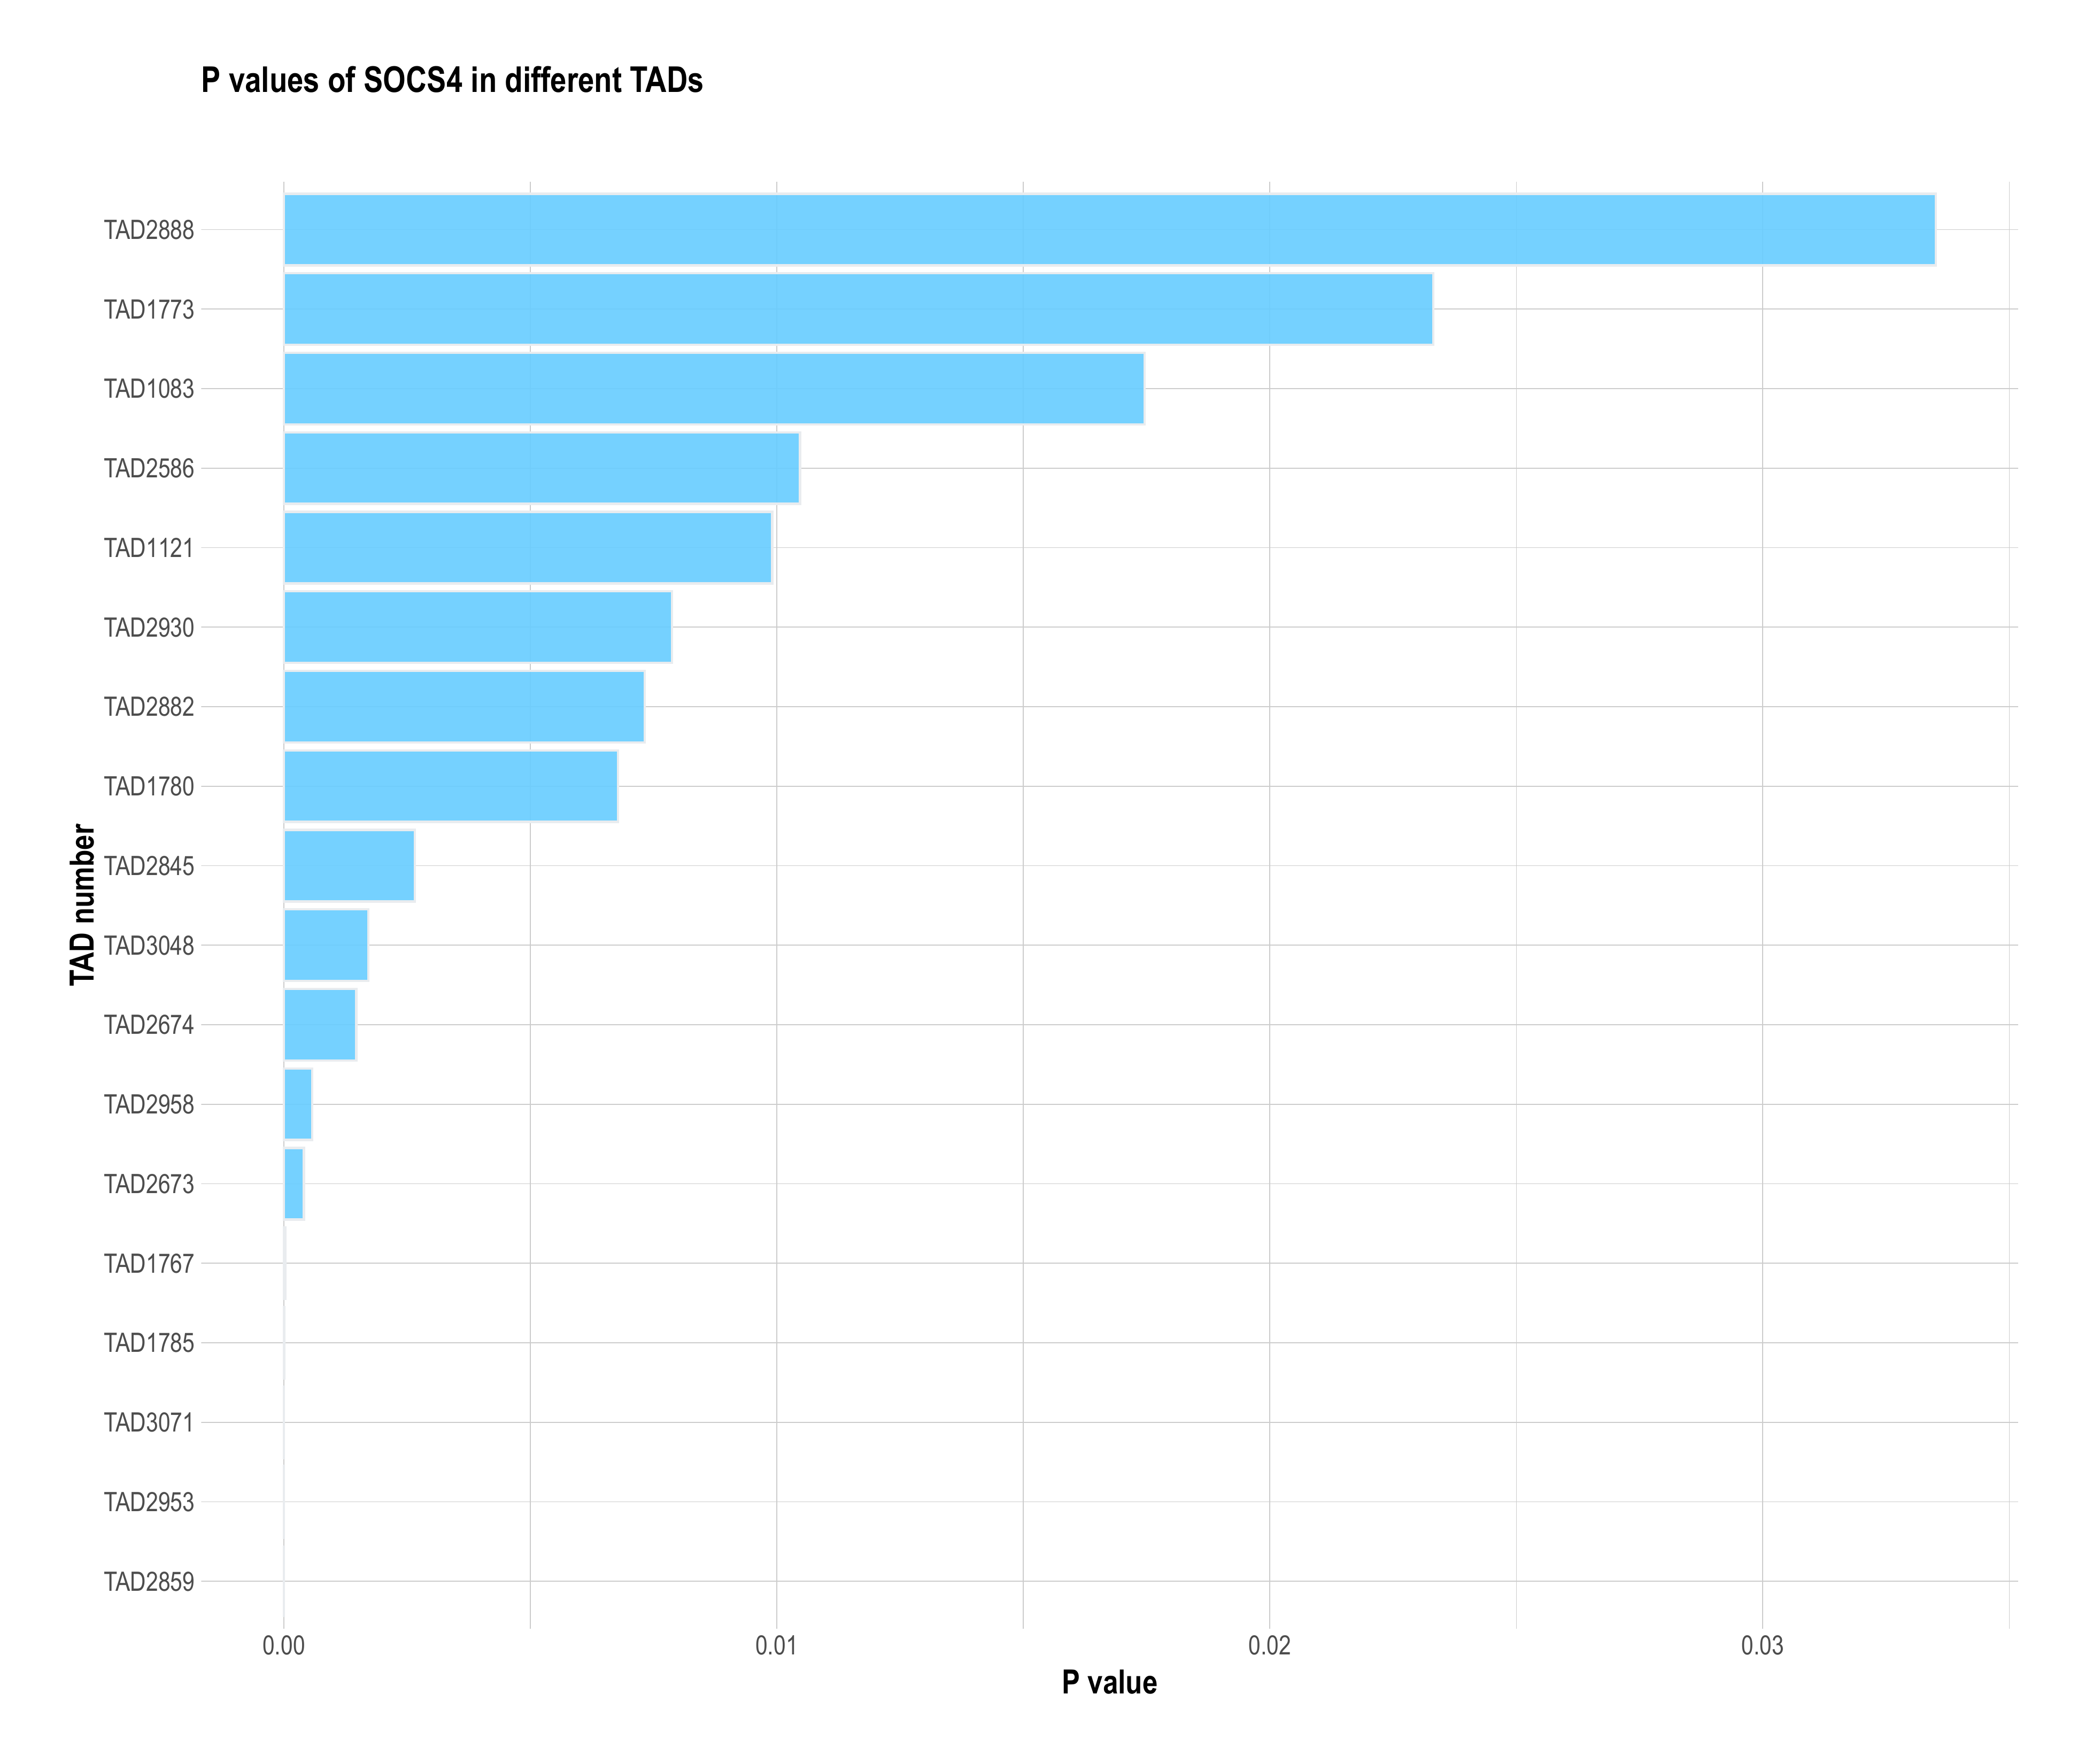 P values of SOCS4 in different TADs
TAD2888
TAD1773
TAD1083
TAD2586
TAD1121
TAD2930
TAD2882
TAD1780
TAD2845
TAD3048
TAD2674
TAD2958
TAD2673
TAD1767
TAD1785
TAD3071
TAD2953
TAD2859
TAD number
0.00 0.01 0.02 0.03
P value